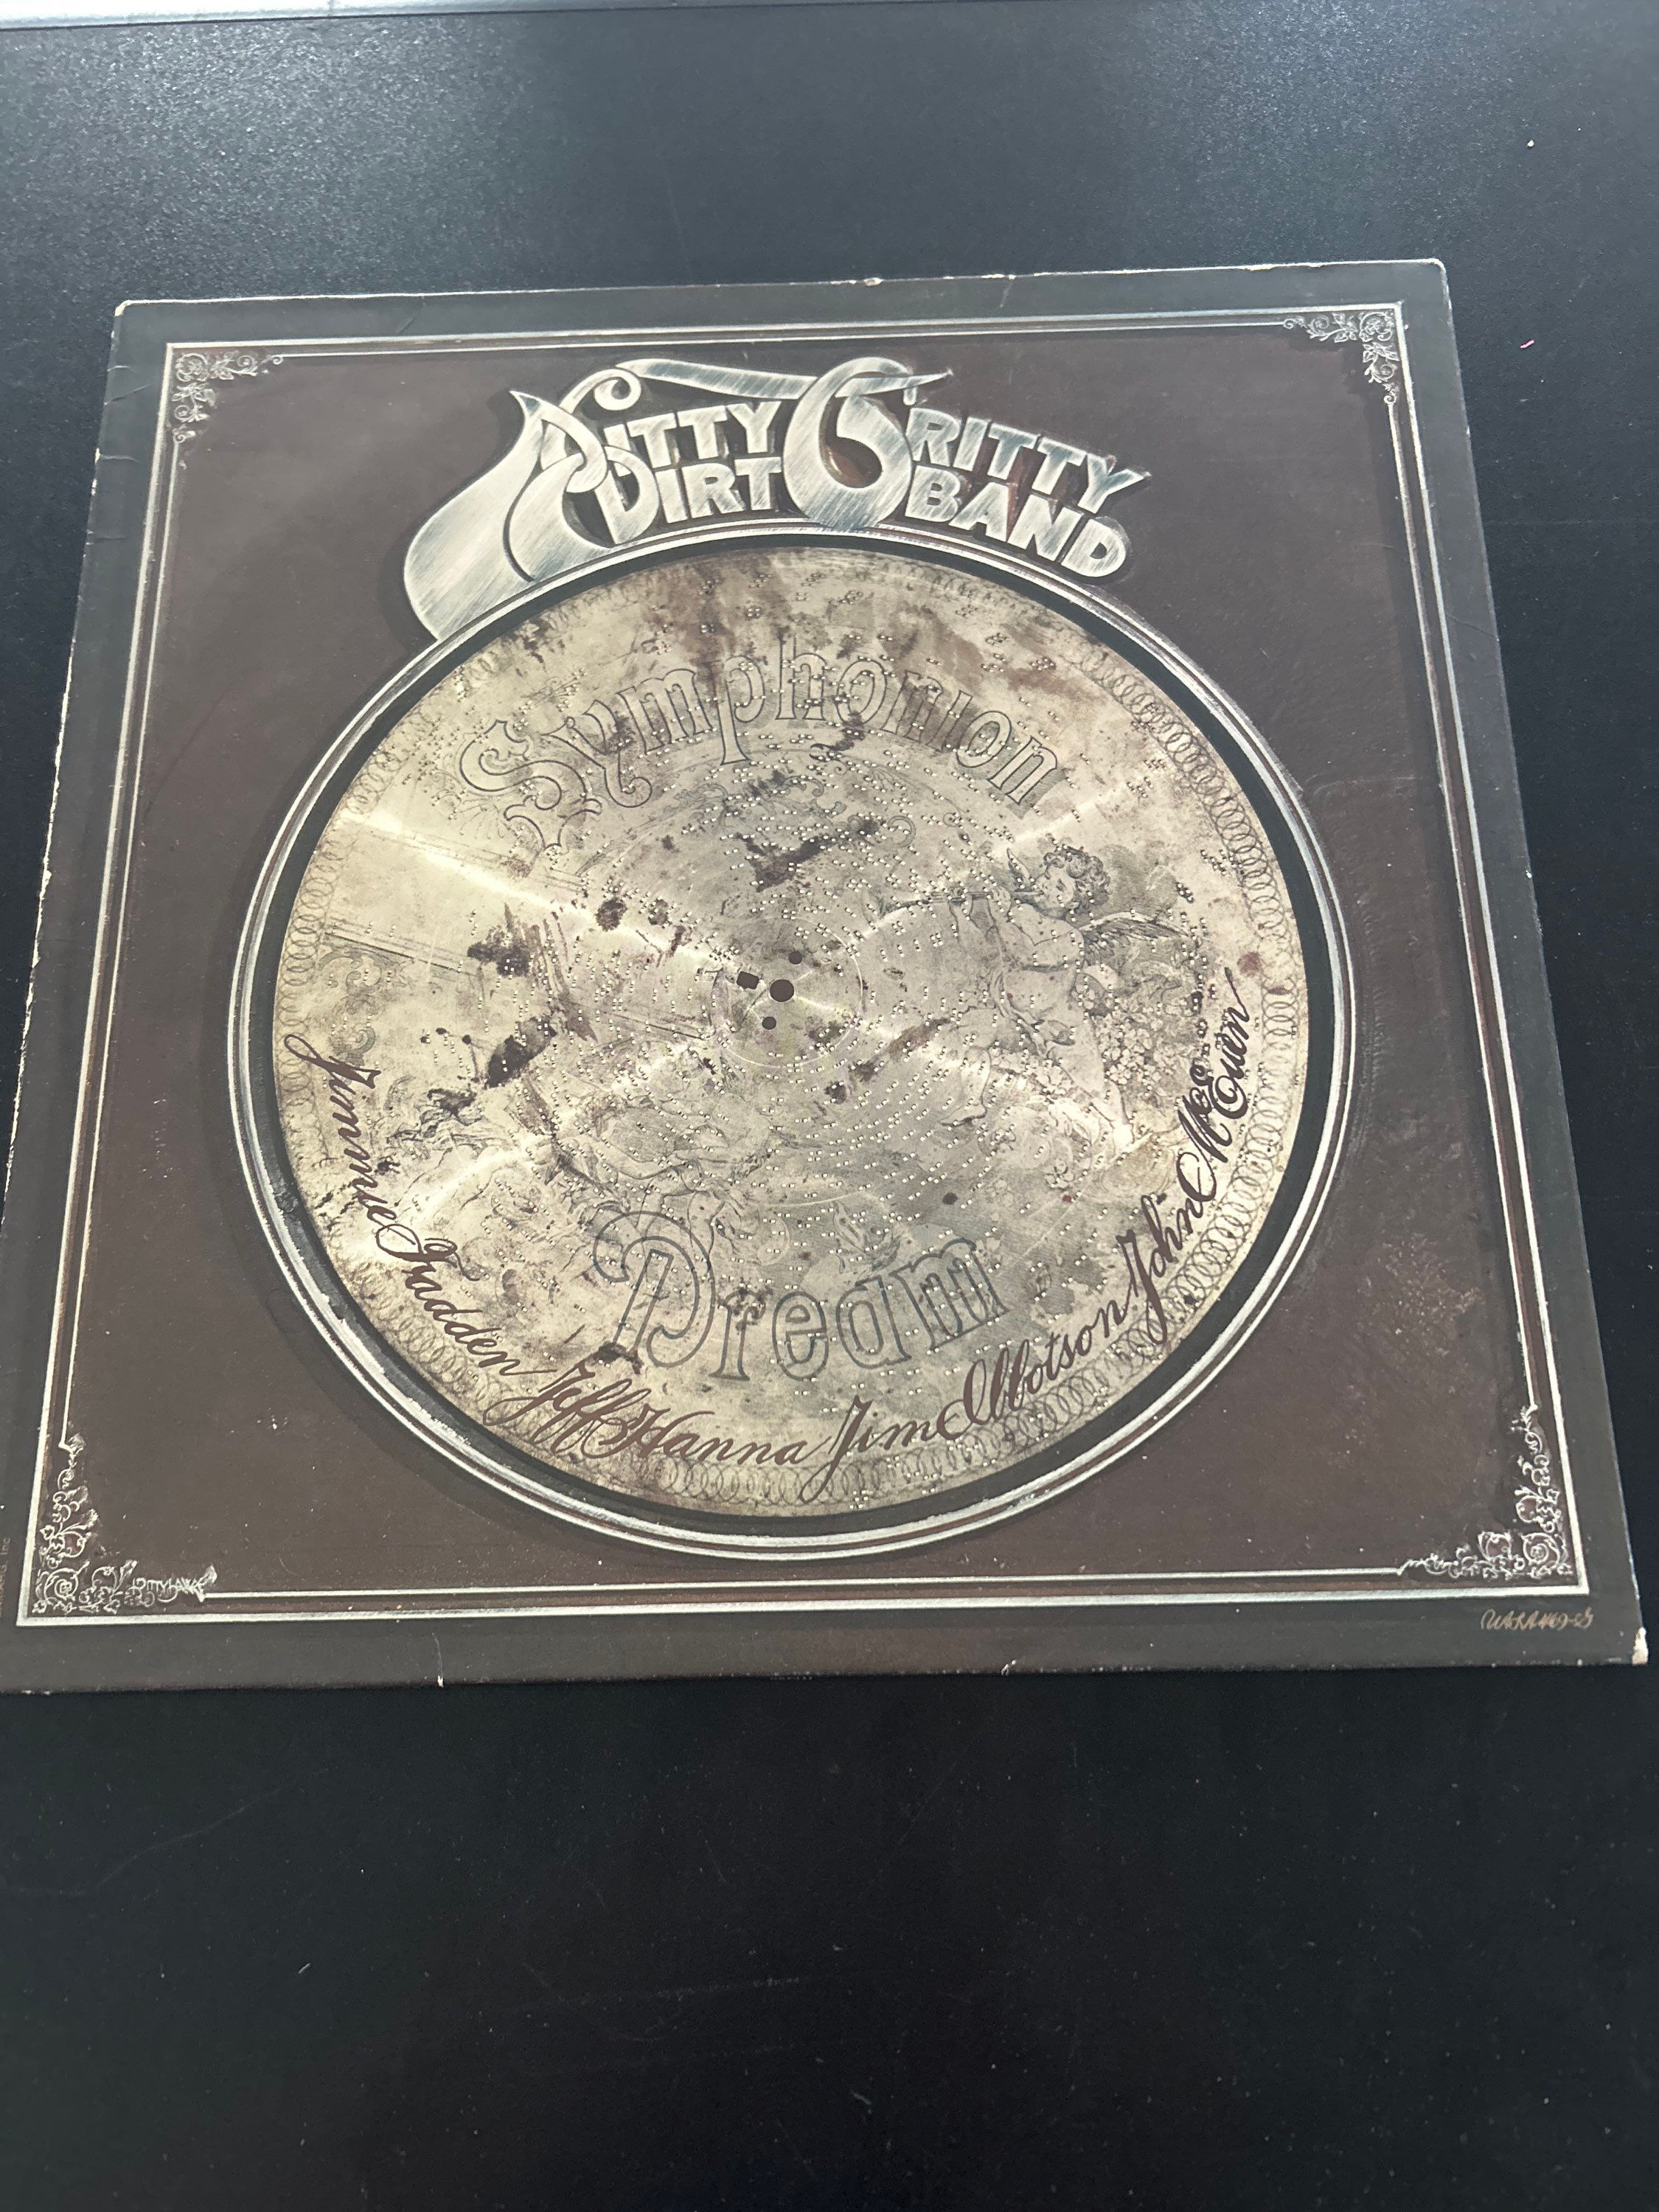 NITTY GRITTY
DIRT BAND
Symphonion
Dream
Jimmie Fadden Jeff Hanna Jim Ibbotson John McEuen